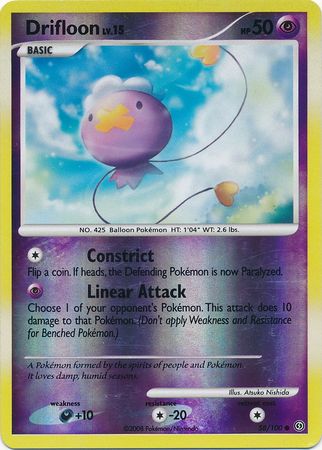 Drifloon LV.15 HP 50
BASIC
NO. 425 Balloon Pokémon HT: 1'04" WT: 2.6 lbs.
Constrict
Flip a coin. If heads, the Defending Pokémon is now Paralyzed.
Linear Attack
Choose 1 of your opponent's Pokémon. This attack does 10
damage to that Pokémon. (Don't apply Weakness and Resistance
for Benched Pokémon.)
A Pokémon formed by the spirits of people and Pokémon.
It loves damp, humid seasons.
Illus. Atsuko Nishida
weakness resistance retreat cost
+10 -20
58/100
©2008 Pokémon/Nintendo